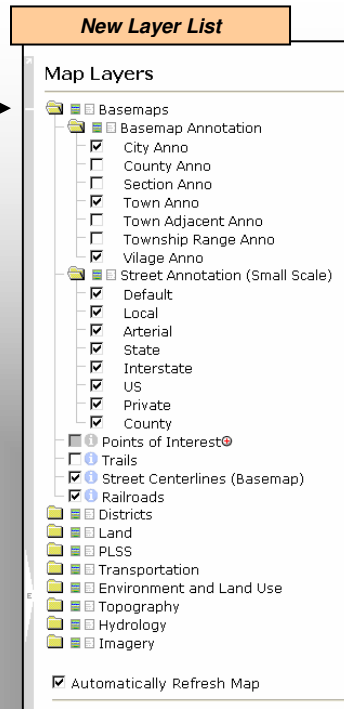 New Layer List
Map Layers
Basemaps
Basemap Annotation
City Anno
County Anno
Section Anno
Town Anno
Town Adjacent Anno
Township Range Anno
Vilage Anno
Street Annotation (Small Scale)
Default
Local
Arterial
State
Interstate
US
Private
County
Points of Interest
Trails
Street Centerlines (Basemap)
Railroads
Districts
Land
PLSS
Transportation
Environment and Land Use
Topography
Hydrology
Imagery
Automatically Refresh Map